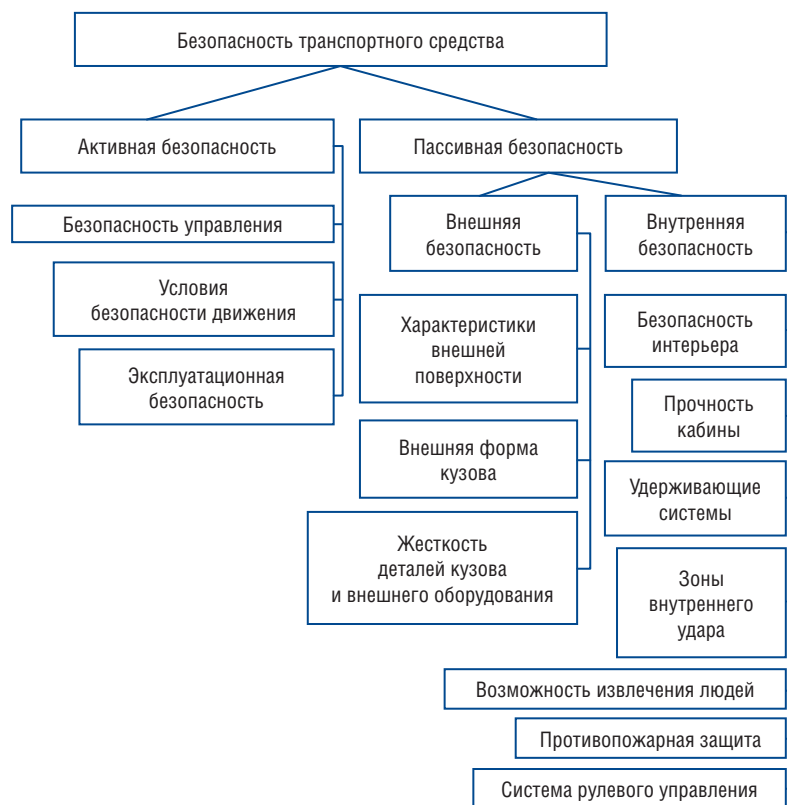 Безопасность транспортного средства
Активная безопасность
Пассивная безопасность
Безопасность управления
Условия
безопасности движения
Эксплуатационная
безопасность
Внешняя
безопасность
Характеристики
внешней
поверхности
Внешняя форма
кузова
Жесткость
деталей кузова
и внешнего оборудования
Внутренняя
безопасность
Безопасность
интерьера
Прочность
кабины
Удерживающие
системы
Зоны
внутреннего
удара
Возможность извлечения людей
Противопожарная защита
Система рулевого управления